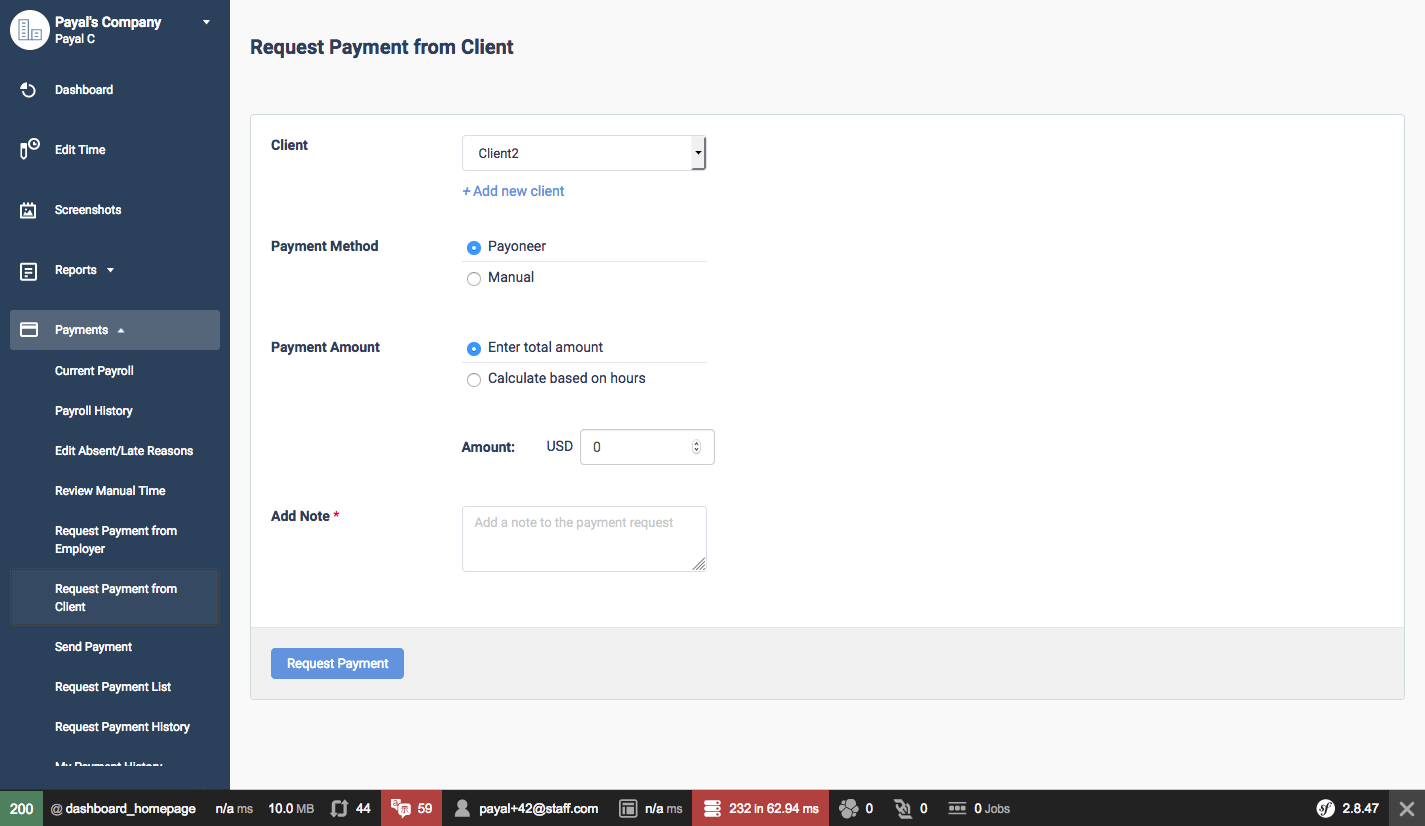 Payal's Company
Payal C
Dashboard
Edit Time
Screenshots
Reports
Payments
Current Payroll
Payroll History
Edit Absent/Late Reasons
Review Manual Time
Request Payment from
Employer
Request Payment from
Client
Send Payment
Request Payment List
Request Payment History
My Payment History
Request Payment from Client
Client
Client2
+ Add new client
Payment Method
Payoneer
Manual
Payment Amount
Enter total amount
Calculate based on hours
Amount: USD 0
Add Note *
Add a note to the payment request
Request Payment
200 @ dashboard_homepage n/a ms 10.0 MB 44 59 payal+42@staff.com n/a ms 232 in 62.94 ms 0 0 0 Jobs sf 2.8.47